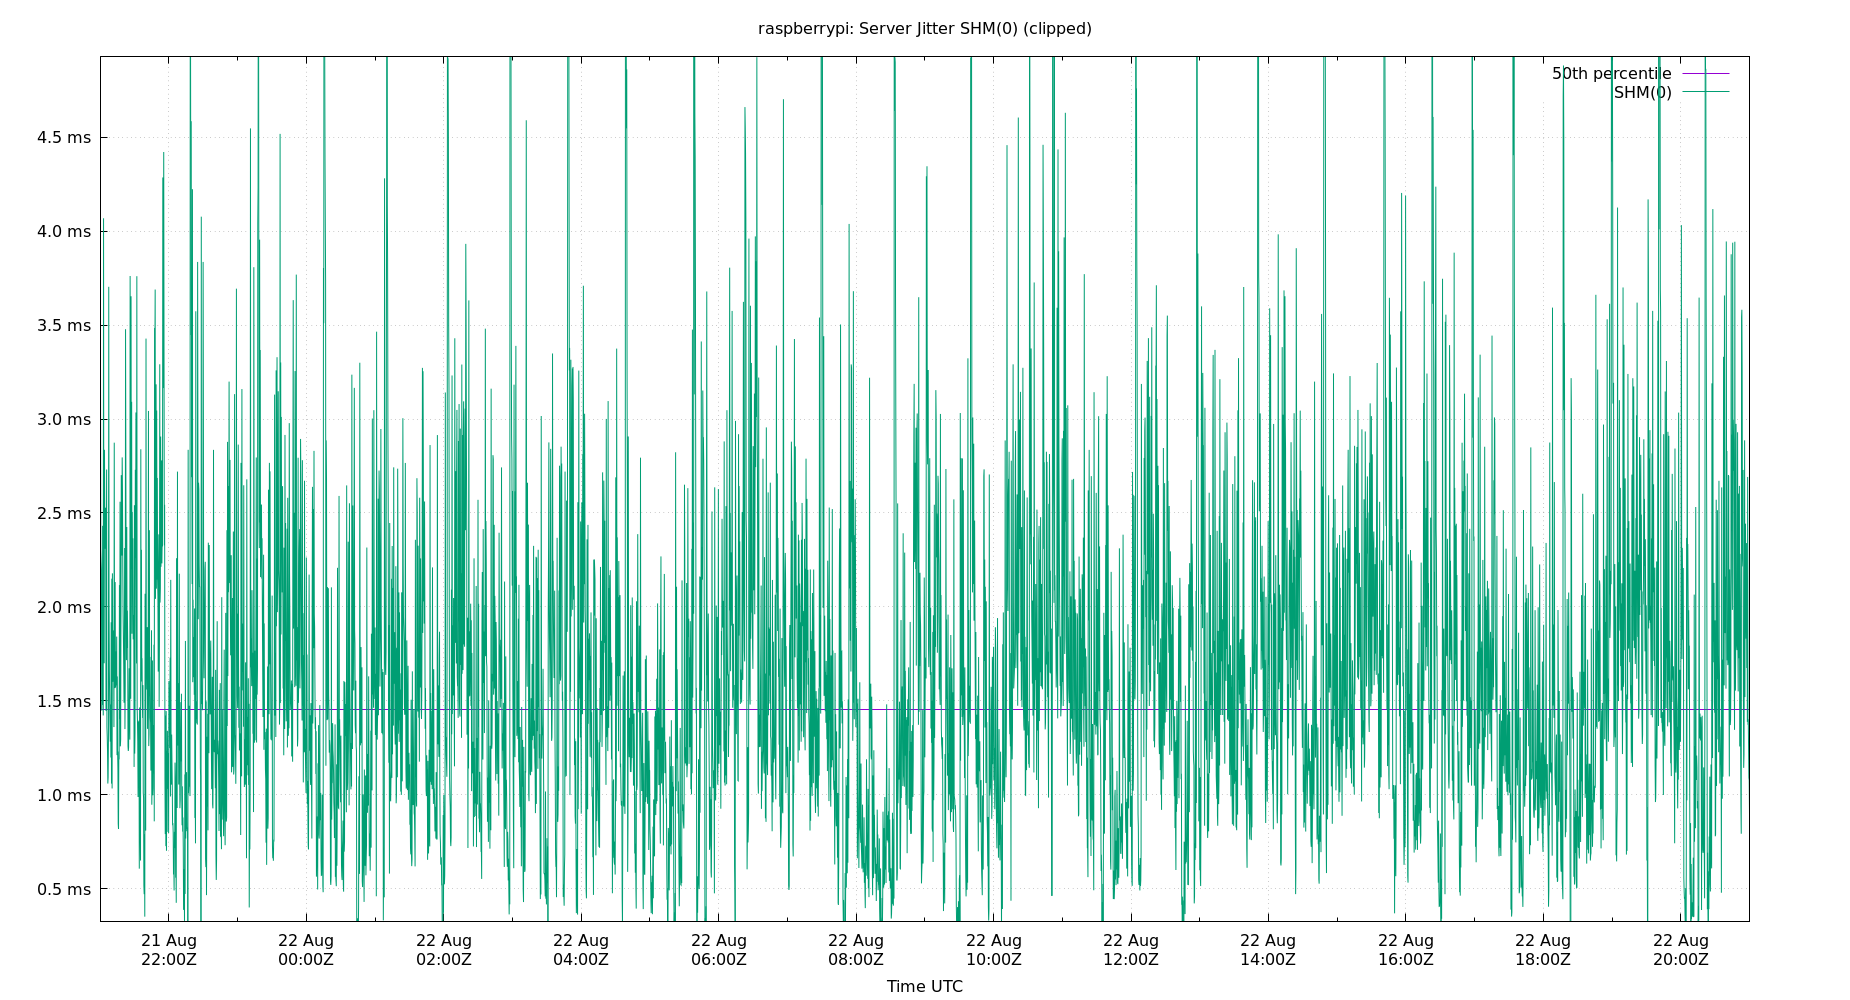 raspberrypi: Server Jitter SHM(0) (clipped)
50th percentile
SHM(0)
4.5 ms
4.0 ms
3.5 ms
3.0 ms
2.5 ms
2.0 ms
1.5 ms
1.0 ms
0.5 ms
21 Aug 22 Aug 22 Aug 22 Aug 22 Aug 22 Aug 22 Aug 22 Aug 22 Aug 22 Aug 22 Aug 22 Aug
22:00Z 00:00Z 02:00Z 04:00Z 06:00Z 08:00Z 10:00Z 12:00Z 14:00Z 16:00Z 18:00Z 20:00Z
Time UTC